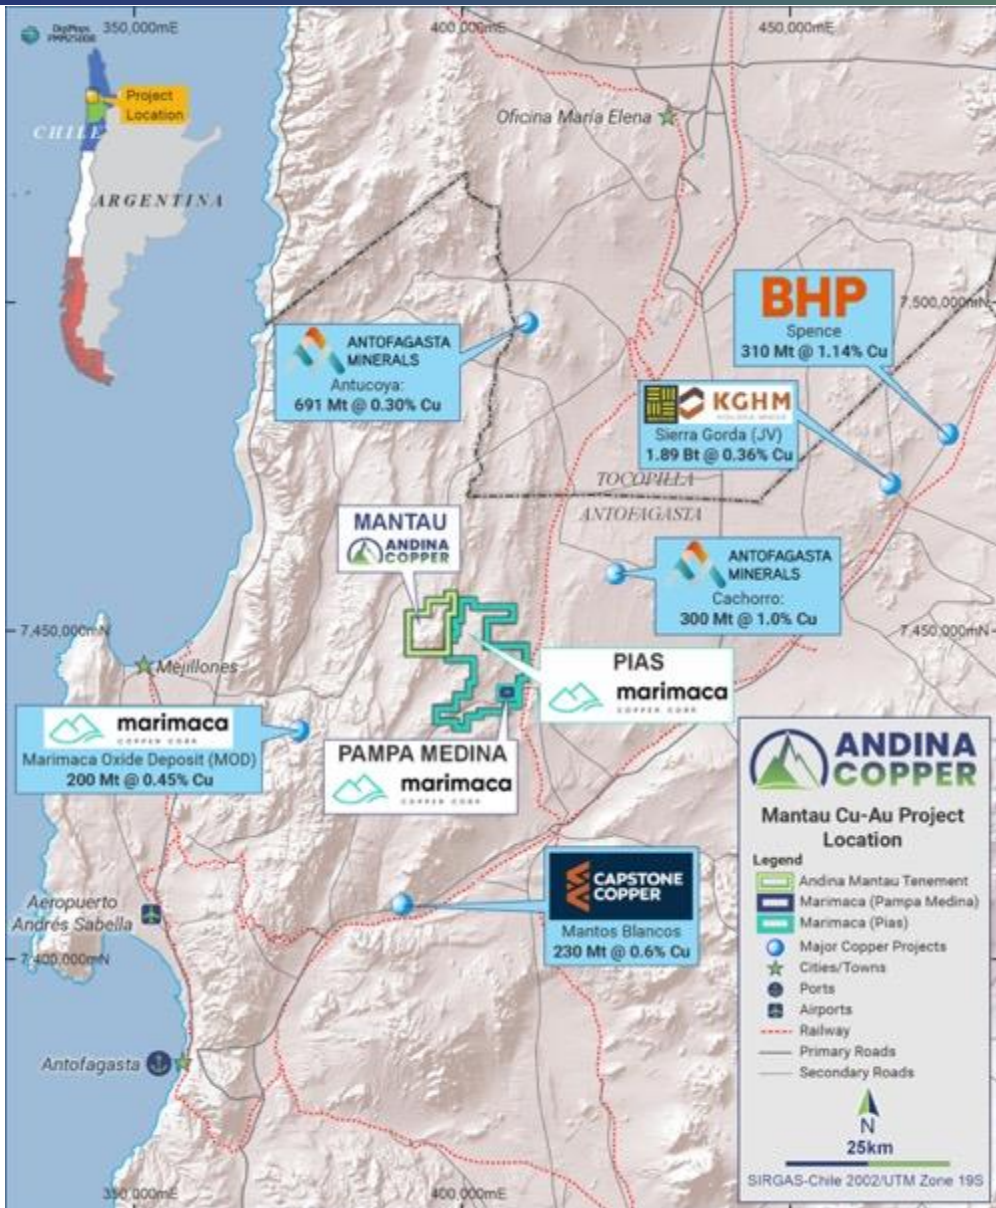 350,000mE
400,000mE
450,000mE
Project
Location
CHILE
ARGENTINA
Oficina María Elena
BHP
Spence
310 Mt @ 1.14% Cu
7,500,000mN
ANTOFAGASTA
MINERALS
Antucoya:
691 Mt @ 0.30% Cu
KGHM
Sierra Gorda (JV)
1.89 Bt @ 0.36% Cu
TOCOPILLA
ANTOFAGASTA
MANTAU
ANDINA
COPPER
ANTOFAGASTA
MINERALS
Cachorro:
300 Mt @ 1.0% Cu
7,450,000mN
7,450,000mN
Mejillones
PIAS
marimaca
COPPER CORP
marimaca
COPPER CORP
Marimaca Oxide Deposit (MOD)
200 Mt @ 0.45% Cu
PAMPA MEDINA
marimaca
COPPER CORP
ANDINA
COPPER
Mantau Cu-Au Project
Location
Legend
Andina Mantau Tenement
Marimaca (Pampa Medina)
Marimaca (Pias)
Major Copper Projects
Cities/Towns
Ports
Airports
Railway
Primary Roads
Secondary Roads
N
25km
SIRGAS-Chile 2002/UTM Zone 19S
CAPSTONE
COPPER
Mantos Blancos
230 Mt @ 0.6% Cu
Aeropuerto
Andrés Sabella
7,400,000mN
Antofagasta
350,000mE
400,000mE